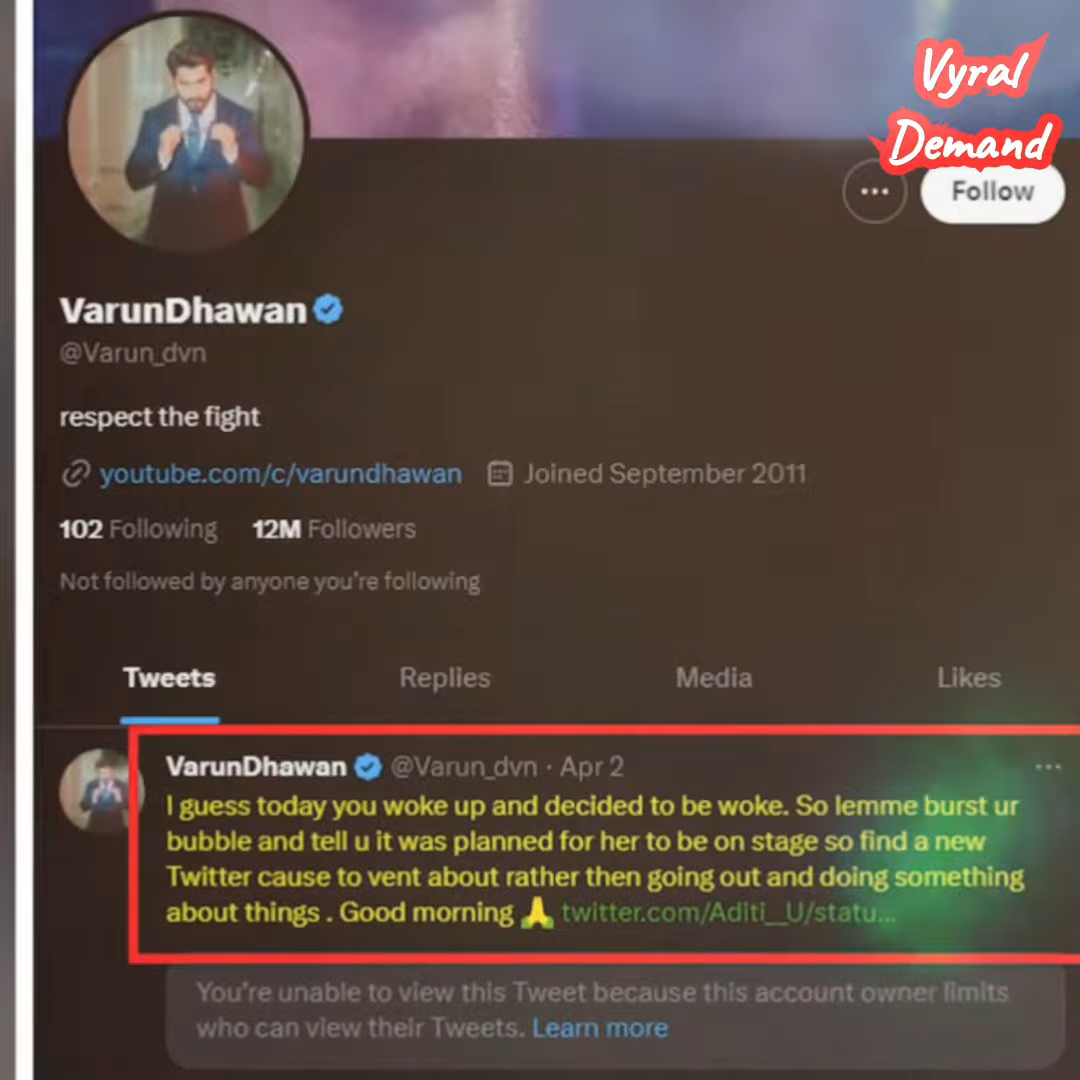 Vyral
Demand
Follow
VarunDhawan
@Varun_dvn
respect the fight
youtube.com/c/varundhawan Joined September 2011
102 Following 12M Followers
Not followed by anyone you're following
Tweets Replies Media Likes
VarunDhawan @Varun_dvn · Apr 2
I guess today you woke up and decided to be woke. So lemme burst ur
bubble and tell u it was planned for her to be on stage so find a new
Twitter cause to vent about rather then going out and doing something
about things . Good morning 🙏 twitter.com/Aditi__U/statu...
You're unable to view this Tweet because this account owner limits
who can view their Tweets. Learn more